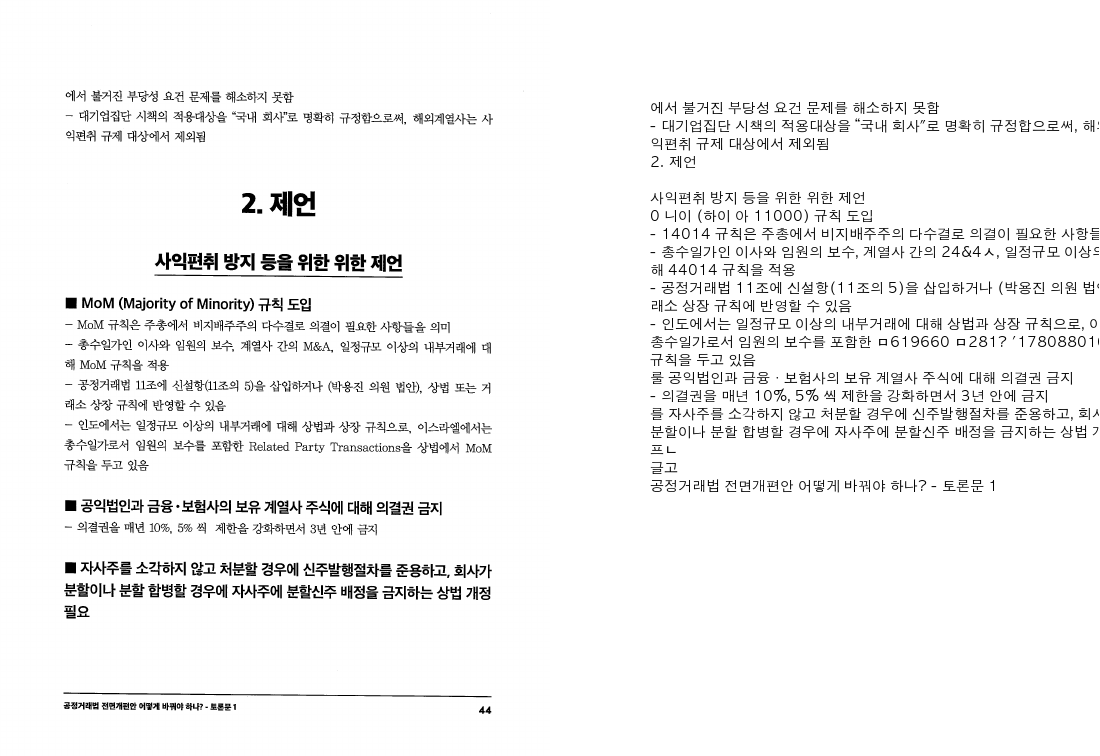 에서 불거진 부당성 요건 문제를 해소하지 못함
– 대기업집단 시책의 적용대상을 “국내 회사”로 명확히 규정함으로써, 해외계열사는 사
익편취 규제 대상에서 제외됨
2. 제언
사익편취 방지 등을 위한 위한 제언
■ MoM (Majority of Minority) 규칙 도입
– MoM 규칙은 주총에서 비지배주주의 다수결로 의결이 필요한 사항들을 의미
– 총수일가인 이사와 임원의 보수, 계열사 간의 M&A, 일정규모 이상의 내부거래에 대
해 MoM 규칙을 적용
– 공정거래법 11조에 신설항(11조의 5)을 삽입하거나 (박용진 의원 법안), 상법 또는 거
래소 상장 규칙에 반영할 수 있음
– 인도에서는 일정규모 이상의 내부거래에 대해 상법과 상장 규칙으로, 이스라엘에서는
총수일가로서 임원의 보수를 포함한 Related Party Transactions을 상법에서 MoM
규칙을 두고 있음
■ 공익법인과 금융·보험사의 보유 계열사 주식에 대해 의결권 금지
– 의결권을 매년 10%, 5% 씩 제한을 강화하면서 3년 안에 금지
■ 자사주를 소각하지 않고 처분할 경우에 신주발행절차를 준용하고, 회사가
분할이나 분할 합병할 경우에 자사주에 분할신주 배정을 금지하는 상법 개정
필요
공정거래법 전면개편안 어떻게 바꿔야 하나? - 토론문 1
44
에서 불거진 부당성 요건 문제를 해소하지 못함
- 대기업집단 시책의 적용대상을 “국내 회사”로 명확히 규정합으로써, 해외
익편취 규제 대상에서 제외됨
2. 제언
사익편취 방지 등을 위한 위한 제언
0 니이 (하이 아 11000) 규칙 도입
- 14014 규칙은 주총에서 비지배주주의 다수결로 의결이 필요한 사항들
- 총수일가인 이사와 임원의 보수, 계열사 간의 24&4ㅅ, 일정규모 이상의
해 44014 규칙을 적용
- 공정거래법 11조에 신설항(11조의 5)을 삽입하거나 (박용진 의원 법안
래소 상장 규칙에 반영할 수 있음
- 인도에서는 일정규모 이상의 내부거래에 대해 상법과 상장 규칙으로, 이
총수일가로서 임원의 보수를 포함한 ㅁ619660 ㅁ281? ′178088016
규칙을 두고 있음
룰 공익법인과 금융 · 보험사의 보유 계열사 주식에 대해 의결권 금지
- 의결권을 매년 10%, 5% 씩 제한을 강화하면서 3년 안에 금지
를 자사주를 소각하지 않고 처분할 경우에 신주발행절차를 준용하고, 회사
분할이나 분할 합병할 경우에 자사주에 분할신주 배정을 금지하는 상법 개
프ㄴ
글고
공정거래법 전면개편안 어떻게 바꿔야 하나? - 토론문 1